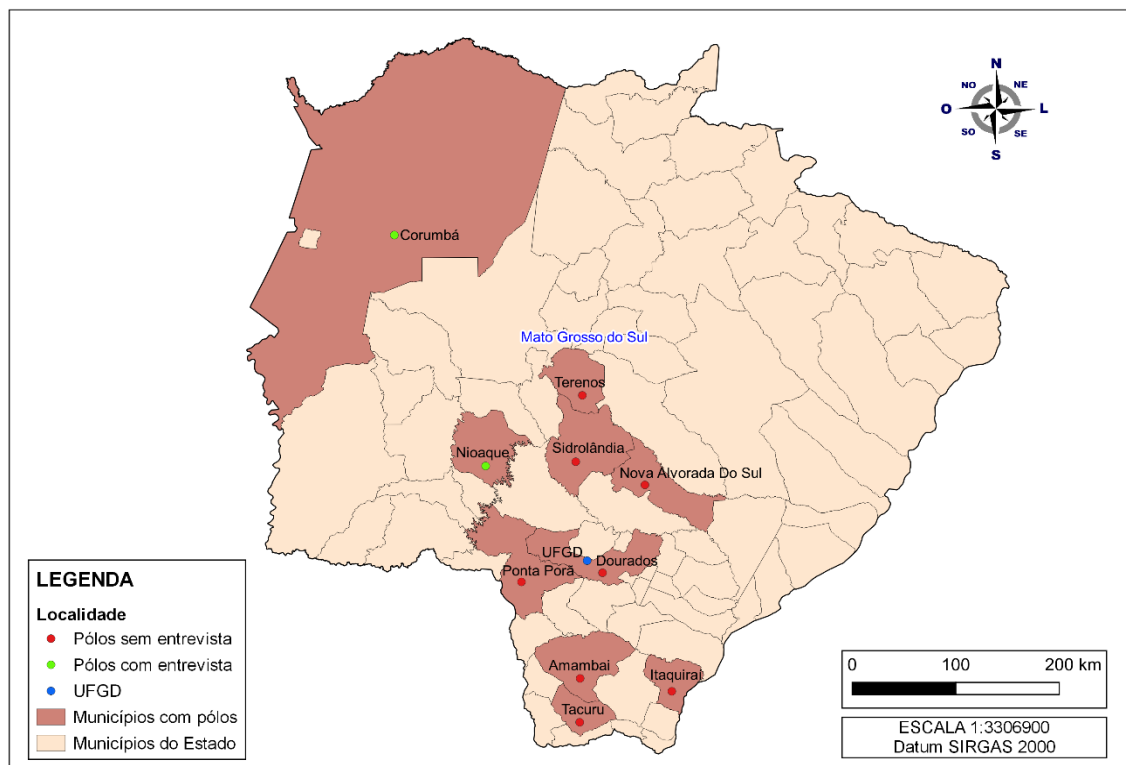 N
NO
NE
O
L
SO
SE
S
Corumbá
Mato Grosso do Sul
Terenos
Nioaque
Sidrolândia
Nova Alvorada Do Sul
UFGD
Dourados
Ponta Porã
Amambai
Itaquiraí
Tacuru
LEGENDA
Localidade
Pólos sem entrevista
Pólos com entrevista
UFGD
Municípios com pólos
Municípios do Estado
0 100 200 km
ESCALA 1:3306900
Datum SIRGAS 2000